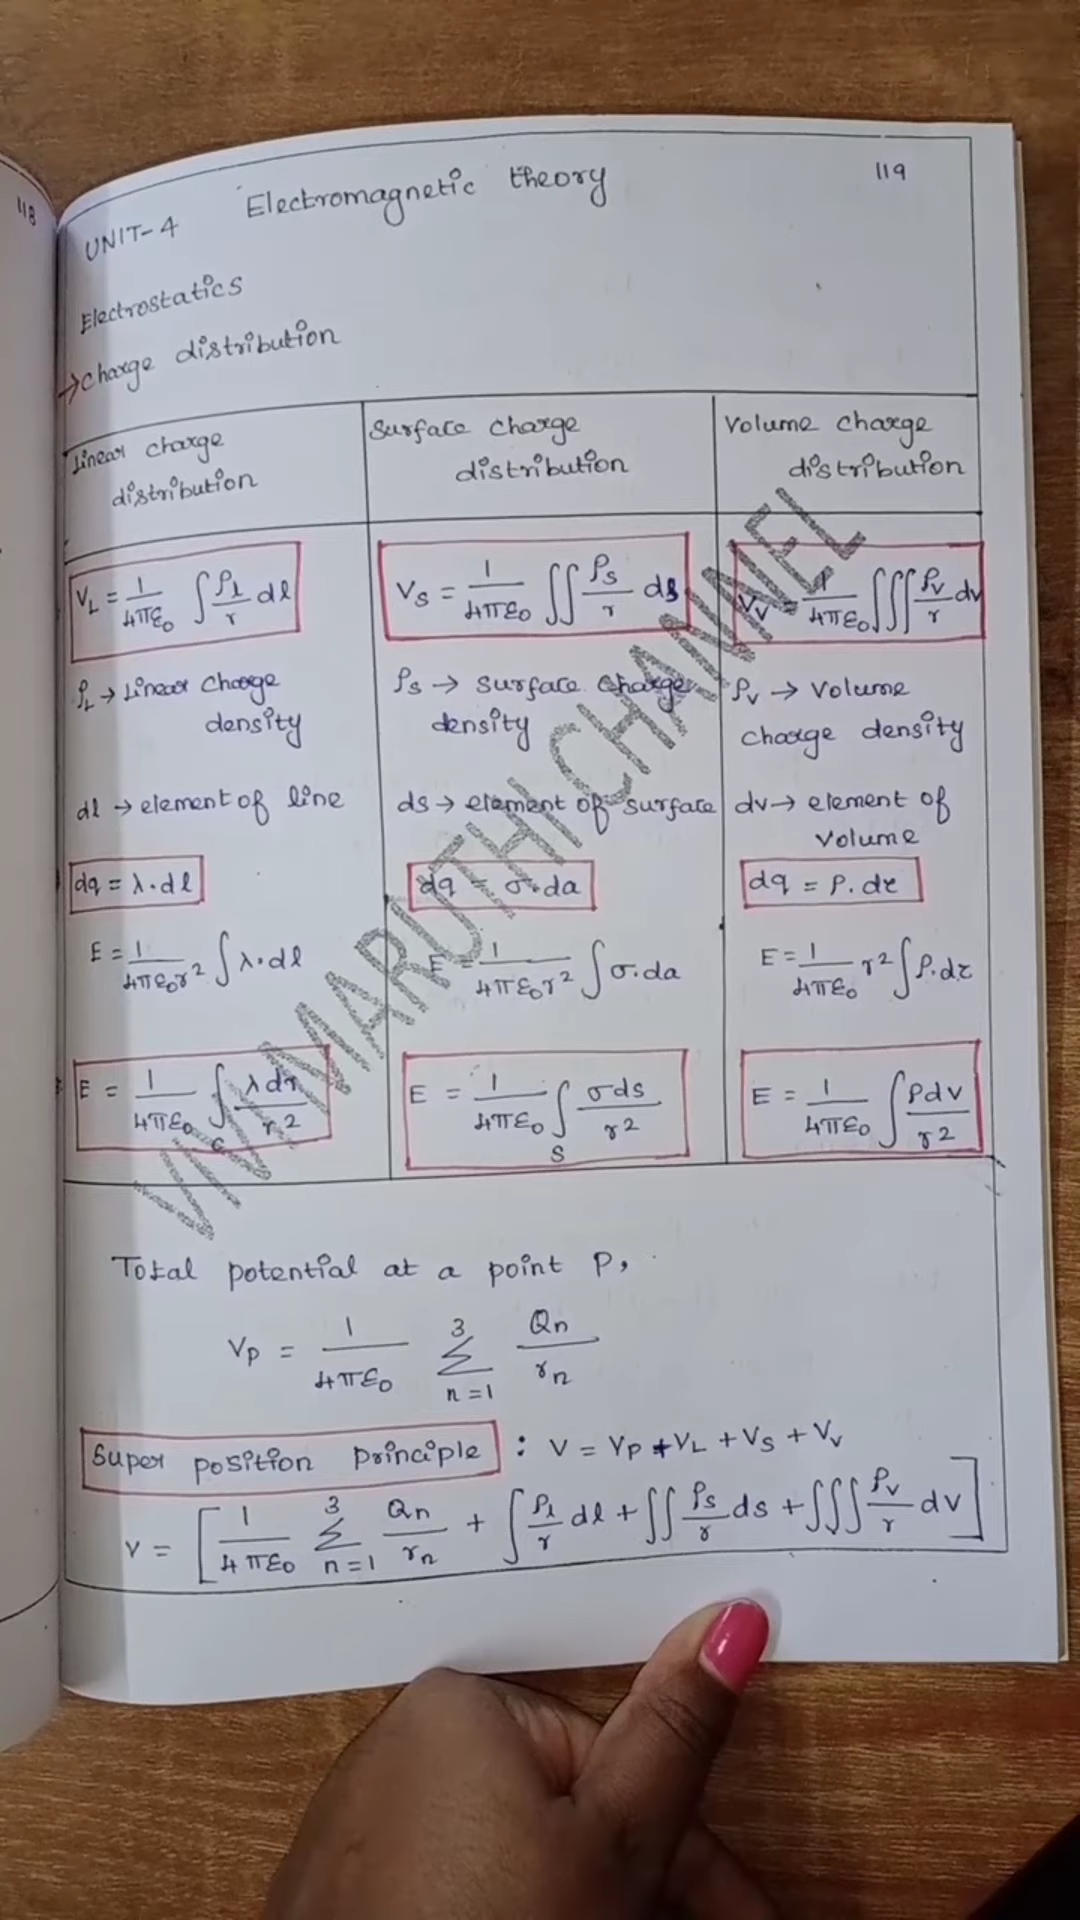 118
119
UNIT-4 Electromagnetic theory
Electrostatics
→ charge distribution
Linear charge distribution
Surface charge distribution
Volume charge distribution
V_L = 1/4πε₀ ∫ ρ_l/r dl
V_S = 1/4πε₀ ∬ ρ_s/r ds
V_v = 1/4πε₀ ∭ ρ_v/r dv
ρ_L → Linear charge density
ρ_s → surface charge density
ρ_v → volume charge density
dl → element of line
ds → element of surface
dv → element of volume
dq = λ.dl
dq = σ.da
dq = ρ.dτ
E = 1/4πε₀r² ∫ λ.dl
E = 1/4πε₀r² ∫ σ.da
E = 1/4πε₀ r² ∫ ρ.dτ
E = 1/4πε₀ ∫ λ d /r²
E = 1/4πε₀ ∫_S σds/r²
E = 1/4πε₀ ∫ ρdv/r²
Total potential at a point P,
V_P = 1/4πε₀ Σ_{n=1}^{3} Q_n/r_n
Super position principle : V = V_P + V_L + V_S + V_v
V = [ 1/4πε₀ Σ_{n=1}^{3} Q_n/r_n + ∫ ρ_l/r dl + ∬ ρ_s/r ds + ∭ ρ_v/r dv ]
MARUTHI CHANNEL